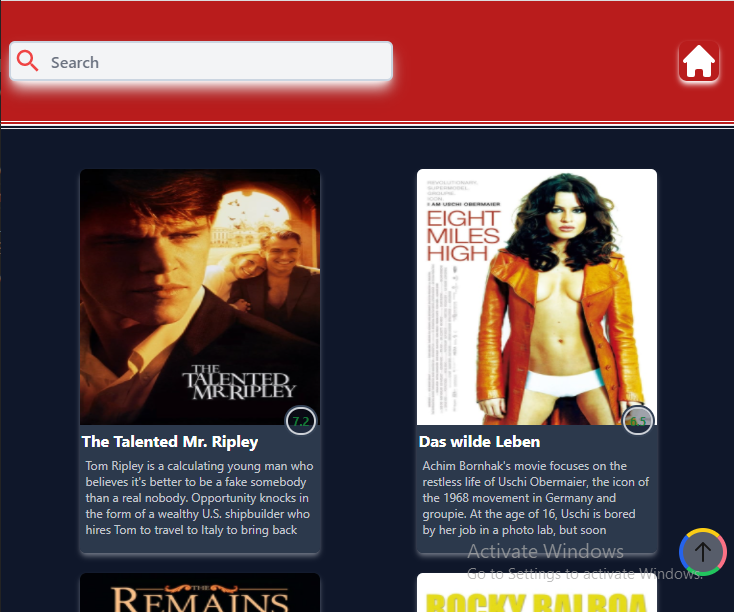 Search
REVOLUTIONARY.
SUPERMODEL.
GROUPIE.
ICON.
I AM USCHI OBERMAIER
EIGHT
MILES
HIGH
THE
TALENTED
MR. RIPLEY
7.2
6.5
The Talented Mr. Ripley
Tom Ripley is a calculating young man who
believes it's better to be a fake somebody
than a real nobody. Opportunity knocks in
the form of a wealthy U.S. shipbuilder who
hires Tom to travel to Italy to bring back
Das wilde Leben
Achim Bornhak's movie focuses on the
restless life of Uschi Obermaier, the icon of
the 1968 movement in Germany and
groupie. At the age of 16, Uschi is bored
by her job in a photo lab, but soon
Activate Windows
Go to Settings to activate Windows.
THE
REMAINS
ROCKY BALBOA